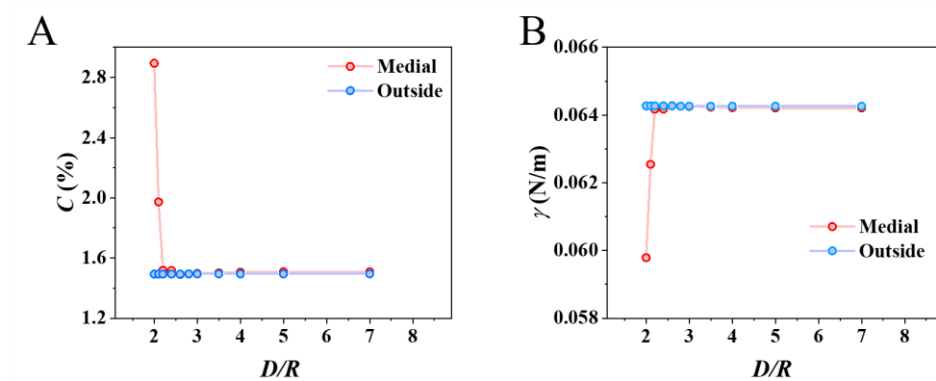 A
C (%)
2.8
2.4
2.0
1.6
1.2
2
3
4
5
6
7
8
D/R
Medial
Outside
B
γ (N/m)
0.066
0.064
0.062
0.060
0.058
2
3
4
5
6
7
8
D/R
Medial
Outside